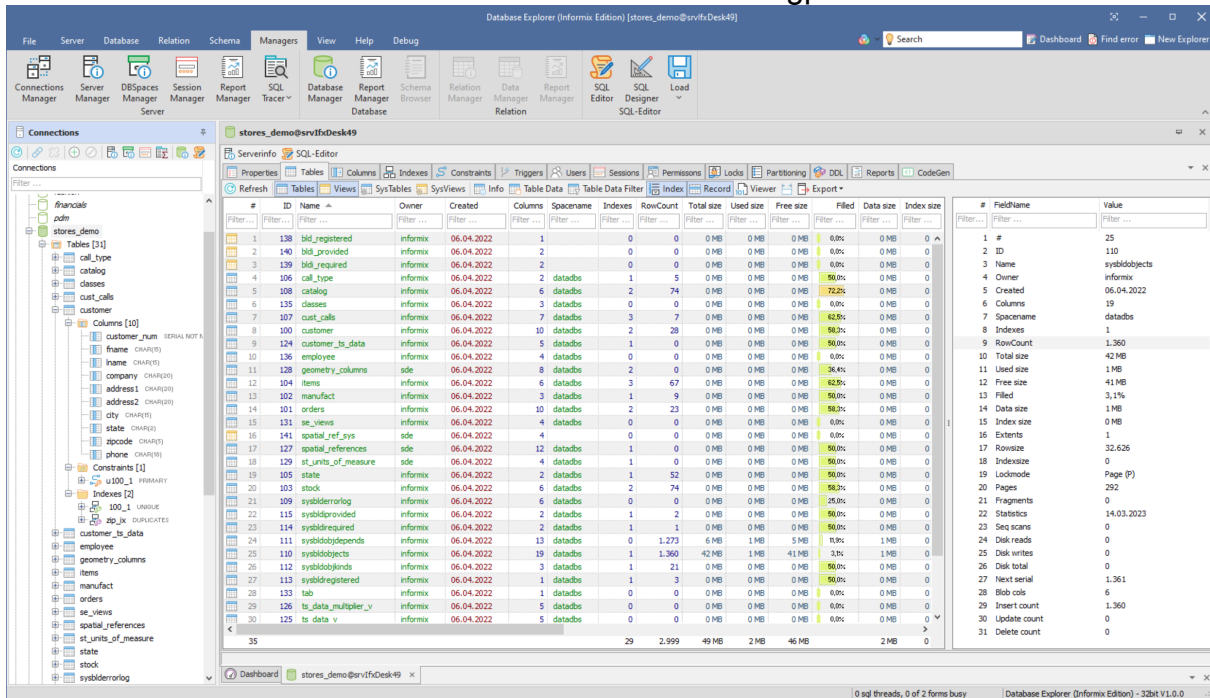 Database Explorer (Informix Edition) [stores_demo@srvIfxDesk49]
File Server Database Relation Schema Managers View Help Debug Search Dashboard Find error New Explorer
Connections Manager Server Manager DBSpaces Manager Session Manager Report Manager SQL Tracer Database Manager Report Manager Schema Browser Relation Manager Data Manager Report Manager SQL Editor SQL Designer Load
Server Database Relation SQL-Editor
Connections
Connections
Filter ...
financials
pdm
stores_demo
Tables [31]
call_type
catalog
classes
cust_calls
customer
Columns [10]
customer_num SERIAL NOT N
fname CHAR(15)
lname CHAR(15)
company CHAR(20)
address1 CHAR(20)
address2 CHAR(20)
city CHAR(15)
state CHAR(2)
zipcode CHAR(5)
phone CHAR(18)
Constraints [1]
u100_1 PRIMARY
Indexes [2]
100_1 UNIQUE
zip_ix DUPLICATES
customer_ts_data
employee
geometry_columns
items
manufact
orders
se_views
spatial_references
st_units_of_measure
state
stock
sysblderrorlog
stores_demo@srvIfxDesk49
Serverinfo SQL-Editor
Properties Tables Columns Indexes Constraints Triggers Users Sessions Permissons Locks Partitioning DDL Reports CodeGen
Refresh Tables Views SysTables SysViews Info Table Data Table Data Filter Index Record Viewer Export
# ID Name Owner Created Columns Spacename Indexes RowCount Total size Used size Free size Filled Data size Index size
Filter... Filter... Filter ... Filter ... Filter ... Filter ... Filter ... Filter ... Filter ... Filter ... Filter ... Filter ... Filter ... Filter ... Filter ...
1 138 bld_registered informix 06.04.2022 1 0 0 0 MB 0 MB 0 MB 0,0% 0 MB 0
2 140 bldi_provided informix 06.04.2022 2 0 0 0 MB 0 MB 0 MB 0,0% 0 MB 0
3 139 bldi_required informix 06.04.2022 2 0 0 0 MB 0 MB 0 MB 0,0% 0 MB 0
4 106 call_type informix 06.04.2022 2 datadbs 1 5 0 MB 0 MB 0 MB 50,0% 0 MB 0
5 108 catalog informix 06.04.2022 6 datadbs 2 74 0 MB 0 MB 0 MB 72,2% 0 MB 0
6 135 classes informix 06.04.2022 3 datadbs 0 0 0 MB 0 MB 0 MB 0,0% 0 MB 0
7 107 cust_calls informix 06.04.2022 7 datadbs 3 7 0 MB 0 MB 0 MB 62,5% 0 MB 0
8 100 customer informix 06.04.2022 10 datadbs 2 28 0 MB 0 MB 0 MB 58,3% 0 MB 0
9 124 customer_ts_data informix 06.04.2022 5 datadbs 1 0 0 MB 0 MB 0 MB 50,0% 0 MB 0
10 136 employee informix 06.04.2022 4 datadbs 0 0 0 MB 0 MB 0 MB 0,0% 0 MB 0
11 128 geometry_columns sde 06.04.2022 8 datadbs 2 0 0 MB 0 MB 0 MB 36,4% 0 MB 0
12 104 items informix 06.04.2022 6 datadbs 3 67 0 MB 0 MB 0 MB 62,5% 0 MB 0
13 102 manufact informix 06.04.2022 3 datadbs 1 9 0 MB 0 MB 0 MB 50,0% 0 MB 0
14 101 orders informix 06.04.2022 10 datadbs 2 23 0 MB 0 MB 0 MB 58,3% 0 MB 0
15 131 se_views sde 06.04.2022 4 datadbs 0 0 0 MB 0 MB 0 MB 0,0% 0 MB 0
16 141 spatial_ref_sys sde 06.04.2022 4 0 0 0 MB 0 MB 0 MB 0,0% 0 MB 0
17 127 spatial_references sde 06.04.2022 12 datadbs 1 0 0 MB 0 MB 0 MB 50,0% 0 MB 0
18 129 st_units_of_measure sde 06.04.2022 4 datadbs 1 0 0 MB 0 MB 0 MB 50,0% 0 MB 0
19 105 state informix 06.04.2022 2 datadbs 1 52 0 MB 0 MB 0 MB 50,0% 0 MB 0
20 103 stock informix 06.04.2022 6 datadbs 2 74 0 MB 0 MB 0 MB 58,3% 0 MB 0
21 109 sysblderrorlog informix 06.04.2022 6 datadbs 0 0 0 MB 0 MB 0 MB 25,0% 0 MB 0
22 115 sysbldiprovided informix 06.04.2022 2 datadbs 1 2 0 MB 0 MB 0 MB 50,0% 0 MB 0
23 114 sysbldirequired informix 06.04.2022 2 datadbs 1 1 0 MB 0 MB 0 MB 50,0% 0 MB 0
24 111 sysbldobjdepends informix 06.04.2022 13 datadbs 0 1.273 6 MB 1 MB 5 MB 11,9% 1 MB 0
25 110 sysbldobjects informix 06.04.2022 19 datadbs 1 1.360 42 MB 1 MB 41 MB 3,1% 1 MB 0
26 112 sysbldobjkinds informix 06.04.2022 3 datadbs 1 21 0 MB 0 MB 0 MB 50,0% 0 MB 0
27 113 sysbldregistered informix 06.04.2022 1 datadbs 1 3 0 MB 0 MB 0 MB 50,0% 0 MB 0
28 133 tab informix 06.04.2022 1 datadbs 0 0 0 MB 0 MB 0 MB 0,0% 0 MB 0
29 126 ts_data_multiplier_v informix 06.04.2022 5 datadbs 0 0 0 MB 0 MB 0 MB 0,0% 0 MB 0
30 125 ts_data_v informix 06.04.2022 5 datadbs 0 0 0 MB 0 MB 0 MB 0,0% 0 MB 0
35 29 2.999 49 MB 2 MB 46 MB 2 MB 0
# FieldName Value
Filter... Filter ... Filter ...
1 # 25
2 ID 110
3 Name sysbldobjects
4 Owner informix
5 Created 06.04.2022
6 Columns 19
7 Spacename datadbs
8 Indexes 1
9 RowCount 1.360
10 Total size 42 MB
11 Used size 1 MB
12 Free size 41 MB
13 Filled 3,1%
14 Data size 1 MB
15 Index size 0 MB
16 Extents 1
17 Rowsize 32.626
18 Indexsize 0
19 Lockmode Page (P)
20 Pages 292
21 Fragments 0
22 Statistics 14.03.2023
23 Seq scans 0
24 Disk reads 0
25 Disk writes 0
26 Disk total 0
27 Next serial 1.361
28 Blob cols 6
29 Insert count 1.360
30 Update count 0
31 Delete count 0
Dashboard stores_demo@srvIfxDesk49
0 sql threads, 0 of 2 forms busy Database Explorer (Informix Edition) - 32bit V1.0.0